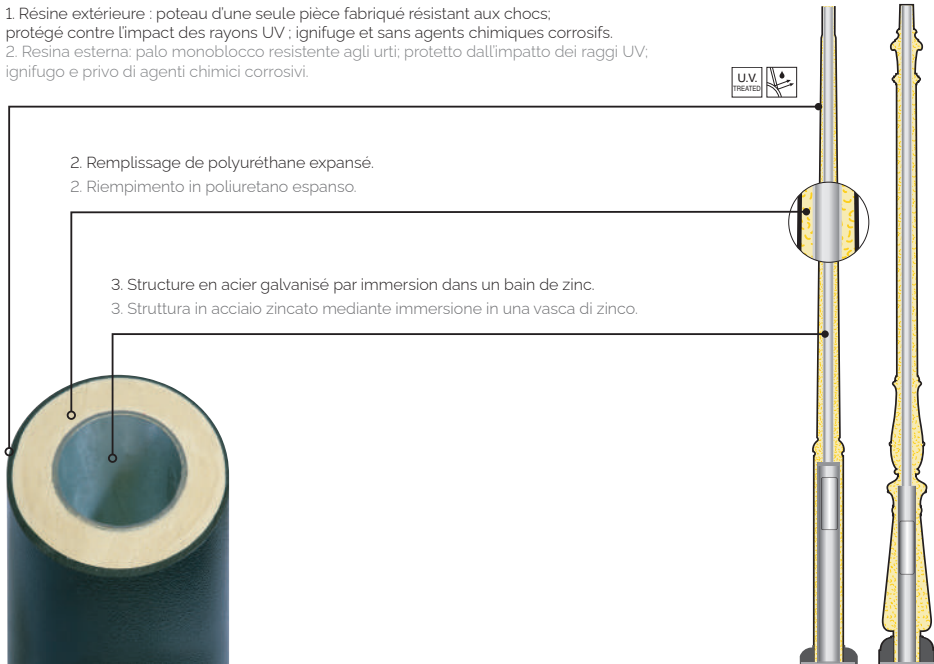 1. Résine extérieure : poteau d'une seule pièce fabriqué résistant aux chocs;
protégé contre l'impact des rayons UV ; ignifuge et sans agents chimiques corrosifs.
2. Resina esterna: palo monoblocco resistente agli urti; protetto dall'impatto dei raggi UV;
ignifugo e privo di agenti chimici corrosivi.
U.V.
TREATED
2. Remplissage de polyuréthane expansé.
2. Riempimento in poliuretano espanso.
3. Structure en acier galvanisé par immersion dans un bain de zinc.
3. Struttura in acciaio zincato mediante immersione in una vasca di zinco.